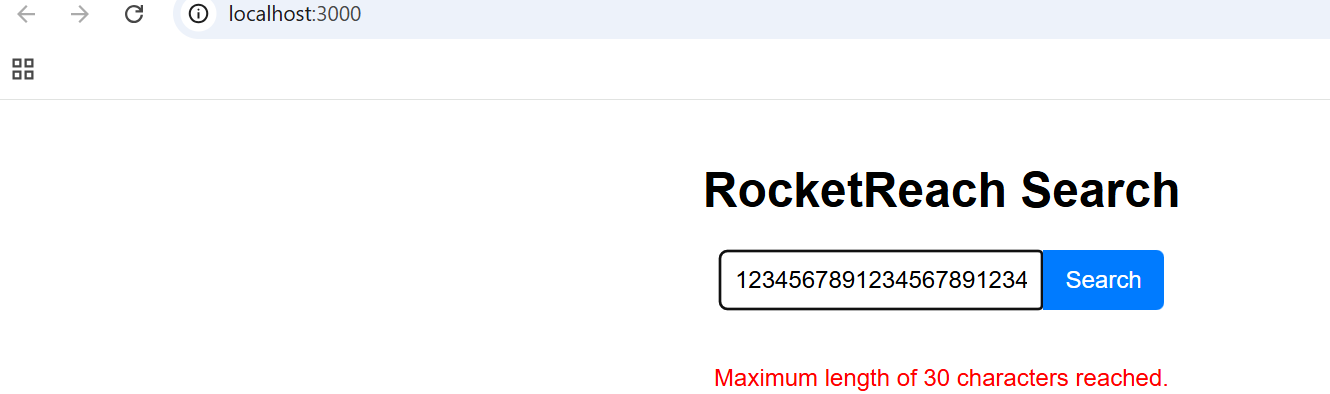 localhost:3000
RocketReach Search
1234567891234567891234
Search
Maximum length of 30 characters reached.